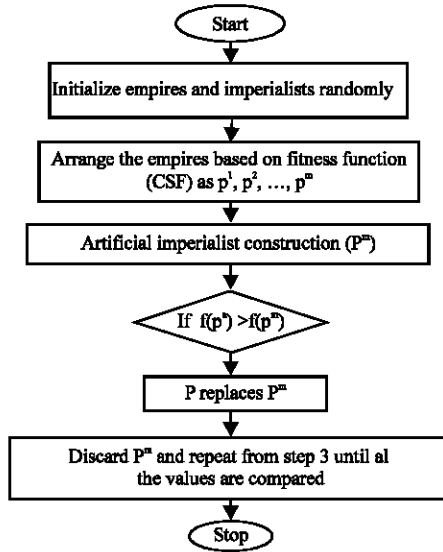 Start
Initialize empires and imperialists randomly
Arrange the empires based on fitness function
(CSF) as p¹, p², …, pᵐ
Artificial imperialist construction (Pᵐ)
If f(pᵃ) >f(pᵐ)
P replaces Pᵐ
Discard Pᵐ and repeat from step 3 until al
the values are compared
Stop